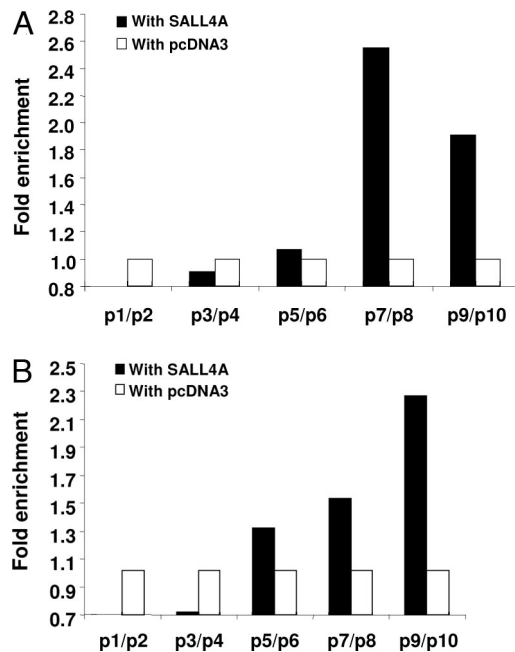 A
With SALL4A
With pcDNA3
Fold enrichment
2.8
2.6
2.4
2.2
2.0
1.8
1.6
1.4
1.2
1.0
0.8
p1/p2 p3/p4 p5/p6 p7/p8 p9/p10
B
With SALL4A
With pcDNA3
Fold enrichment
2.5
2.3
2.1
1.9
1.7
1.5
1.3
1.1
0.9
0.7
p1/p2 p3/p4 p5/p6 p7/p8 p9/p10